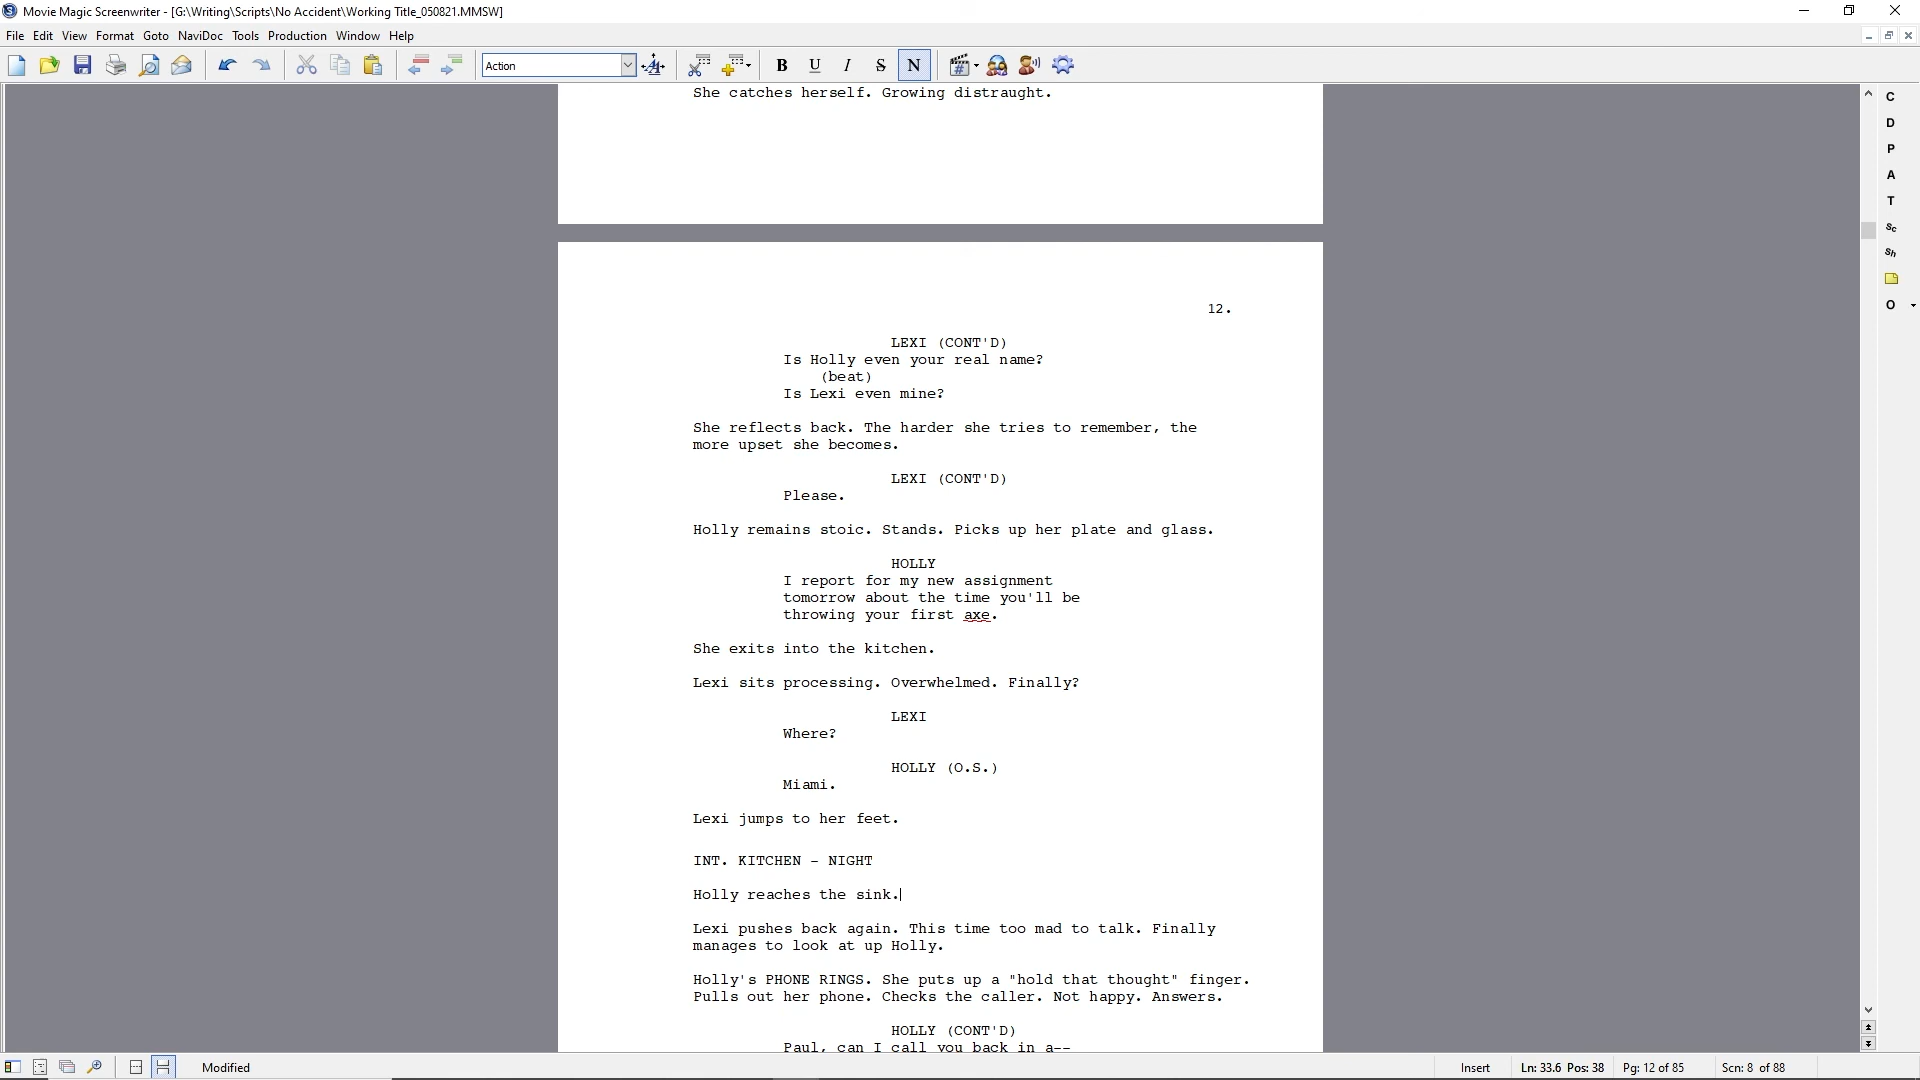 Movie Magic Screenwriter - [G:\Writing\Scripts\No Accident\Working Title_050821.MMSW]
File Edit View Format Goto NaviDoc Tools Production Window Help
Action B U I S N
She catches herself. Growing distraught.
12.
LEXI (CONT'D)
Is Holly even your real name?
(beat)
Is Lexi even mine?
She reflects back. The harder she tries to remember, the
more upset she becomes.
LEXI (CONT'D)
Please.
Holly remains stoic. Stands. Picks up her plate and glass.
HOLLY
I report for my new assignment
tomorrow about the time you'll be
throwing your first axe.
She exits into the kitchen.
Lexi sits processing. Overwhelmed. Finally?
LEXI
Where?
HOLLY (O.S.)
Miami.
Lexi jumps to her feet.
INT. KITCHEN - NIGHT
Holly reaches the sink.
Lexi pushes back again. This time too mad to talk. Finally
manages to look at up Holly.
Holly's PHONE RINGS. She puts up a "hold that thought" finger.
Pulls out her phone. Checks the caller. Not happy. Answers.
HOLLY (CONT'D)
Paul, can I call you back in a--
C
D
P
A
T
Sc
Sh
O
Modified Insert Ln: 33.6 Pos: 38 Pg: 12 of 85 Scn: 8 of 88